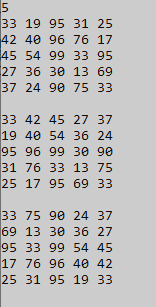 5
33 19 95 31 25
42 40 96 76 17
45 54 99 33 95
27 36 30 13 69
37 24 90 75 33

33 42 45 27 37
19 40 54 36 24
95 96 99 30 90
31 76 33 13 75
25 17 95 69 33

33 75 90 24 37
69 13 30 36 27
95 33 99 54 45
17 76 96 40 42
25 31 95 19 33